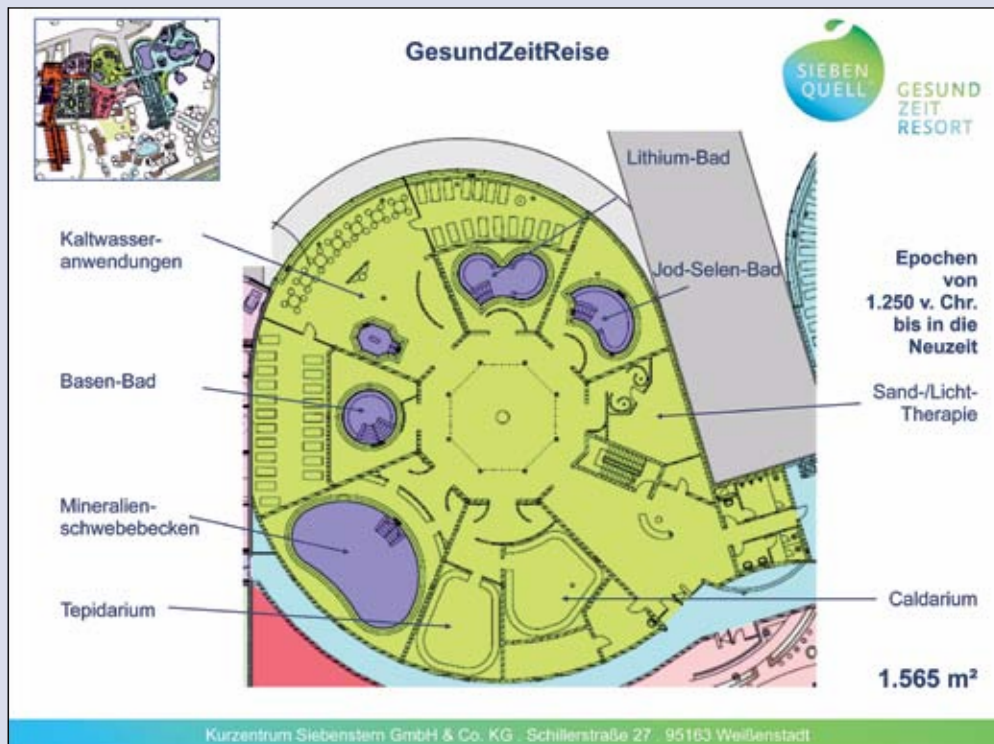 GesundZeitReise
SIEBEN
QUELL
GESUND
ZEIT
RESORT
Lithium-Bad
Kaltwasser-
anwendungen
Jod-Selen-Bad
Epochen
von
1.250 v. Chr.
bis in die
Neuzeit
Basen-Bad
Sand-/Licht-
Therapie
Mineralien-
schwebebecken
Tepidarium
Caldarium
1.565 m²
Kurzentrum Siebenstern GmbH & Co. KG . Schillerstraße 27 . 95163 Weißenstadt